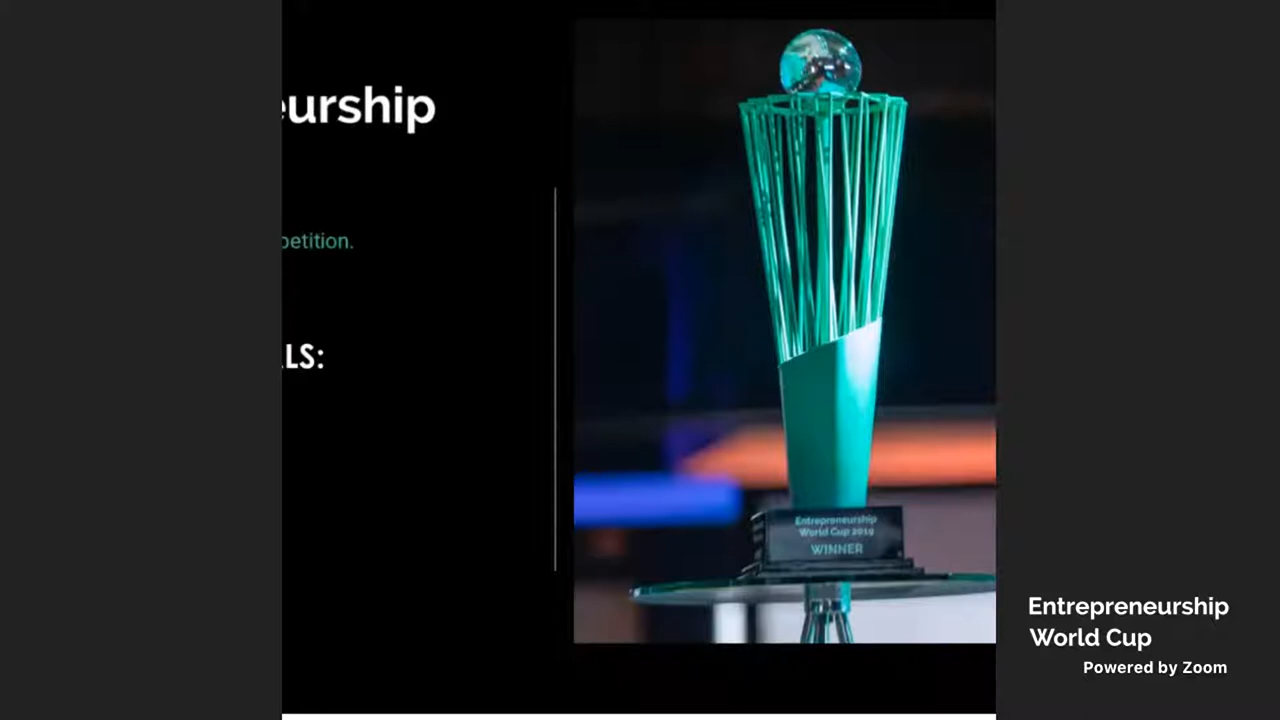 eurship
petition.
LS:
Entrepreneurship
World Cup 2019
WINNER
Entrepreneurship
World Cup
Powered by Zoom